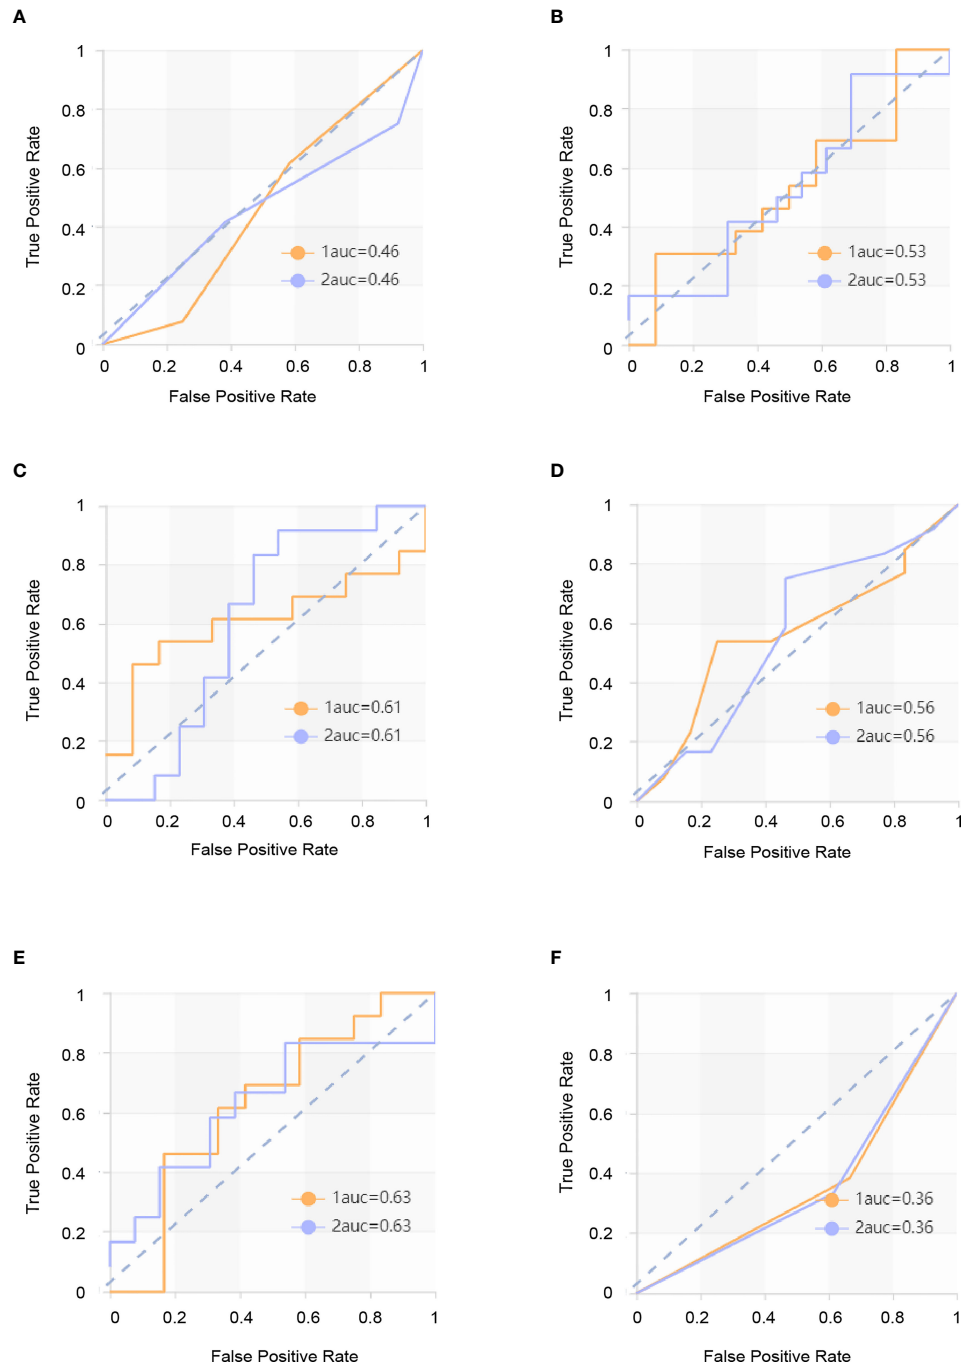 A
True Positive Rate
1
0.8
0.6
0.4
0.2
0
1auc=0.46
2auc=0.46
0 0.2 0.4 0.6 0.8 1
False Positive Rate
B
True Positive Rate
1
0.8
0.6
0.4
0.2
0
1auc=0.53
2auc=0.53
0 0.2 0.4 0.6 0.8 1
False Positive Rate
C
True Positive Rate
1
0.8
0.6
0.4
0.2
0
1auc=0.61
2auc=0.61
0 0.2 0.4 0.6 0.8 1
False Positive Rate
D
True Positive Rate
1
0.8
0.6
0.4
0.2
0
1auc=0.56
2auc=0.56
0 0.2 0.4 0.6 0.8 1
False Positive Rate
E
True Positive Rate
1
0.8
0.6
0.4
0.2
0
1auc=0.63
2auc=0.63
0 0.2 0.4 0.6 0.8 1
False Positive Rate
F
True Positive Rate
1
0.8
0.6
0.4
0.2
0
1auc=0.36
2auc=0.36
0 0.2 0.4 0.6 0.8 1
False Positive Rate